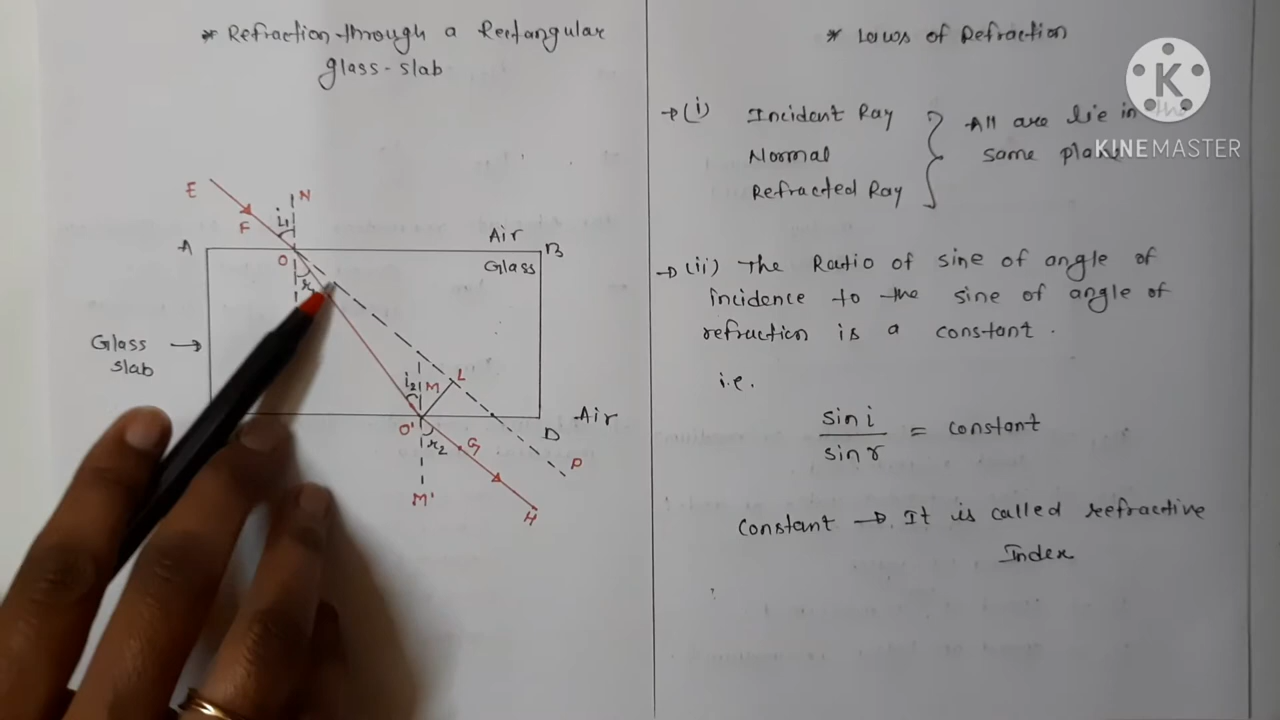 * Refraction through a Rectangular
glass-slab
E
N
i1
F
A
Air
B
O
Glass
r1
Glass
slab
i2
M
L
O'
Air
r2
G
D
P
M'
H
* Laws of Refraction
→ (i) Incident Ray
Normal
Refracted Ray
All are lie in the
same plane
K
KINEMASTER
→ (ii) The Ratio of sine of angle of
incidence to the sine of angle of
refraction is a constant.
i.e.
sin i
sin r
= constant
Constant → It is called refractive
Index